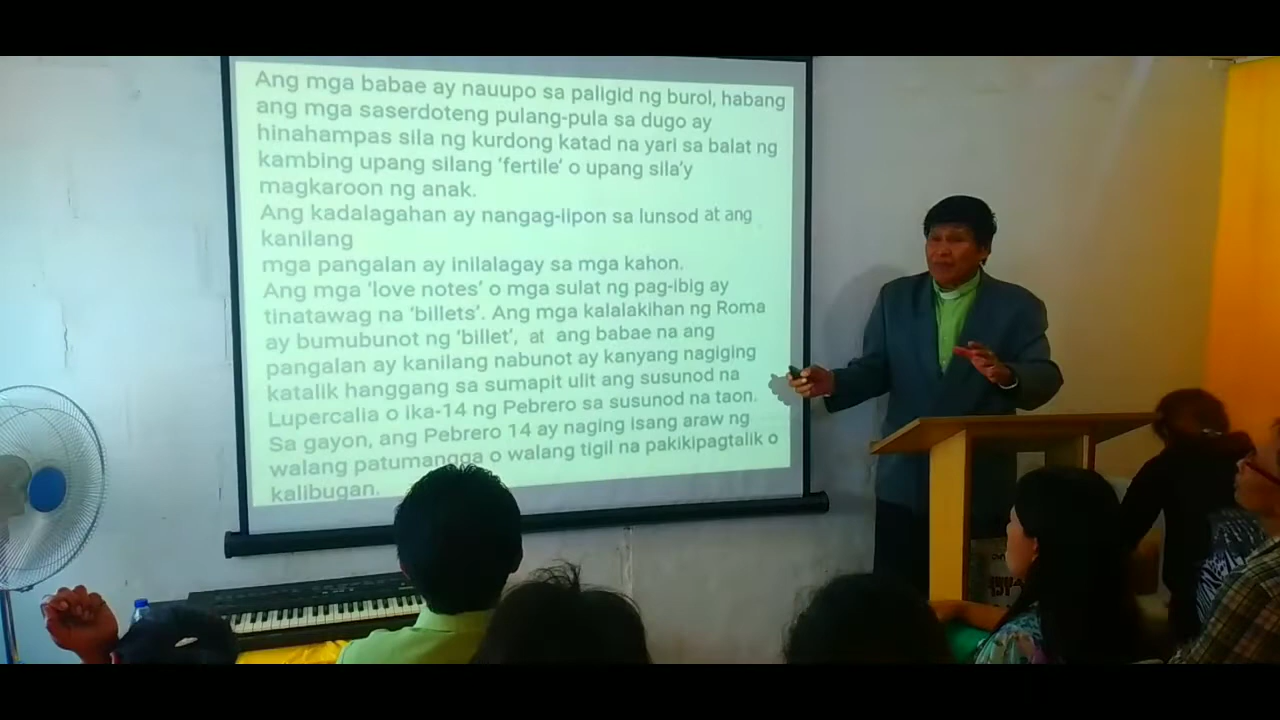 Ang mga babae ay nauupo sa paligid ng burol, habang
ang mga saserdoteng pulang-pula sa dugo ay
hinahampas sila ng kurdong katad na yari sa balat ng
kambing upang silang 'fertile' o upang sila'y
magkaroon ng anak.
Ang kadalagahan ay nangag-iipon sa lunsod at ang
kanilang
mga pangalan ay inilalagay sa mga kahon.
Ang mga 'love notes' o mga sulat ng pag-ibig ay
tinatawag na 'billets'. Ang mga kalalakihan ng Roma
ay bumubunot ng 'billet', at ang babae na ang
pangalan ay kanilang nabunot ay kanyang nagiging
katalik hanggang sa sumapit ulit ang susunod na
Lupercalia o ika-14 ng Pebrero sa susunod na taon.
Sa gayon, ang Pebrero 14 ay naging isang araw ng
walang patumangga o walang tigil na pakikipagtalik o
kalibugan.